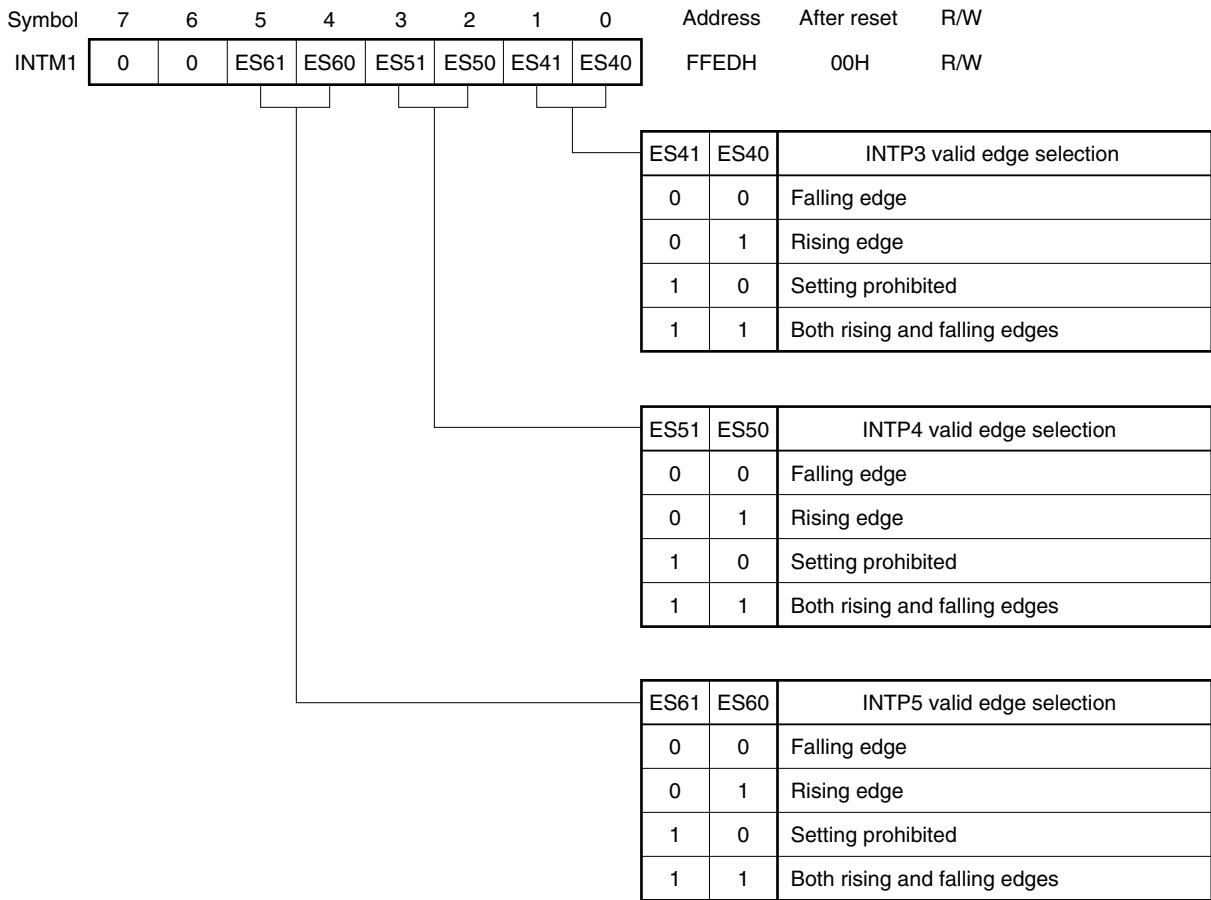 Symbol 7 6 5 4 3 2 1 0 Address After reset R/W
INTM1 0 0 ES61 ES60 ES51 ES50 ES41 ES40 FFEDH 00H R/W
ES41 ES40 INTP3 valid edge selection
0 0 Falling edge
0 1 Rising edge
1 0 Setting prohibited
1 1 Both rising and falling edges
ES51 ES50 INTP4 valid edge selection
0 0 Falling edge
0 1 Rising edge
1 0 Setting prohibited
1 1 Both rising and falling edges
ES61 ES60 INTP5 valid edge selection
0 0 Falling edge
0 1 Rising edge
1 0 Setting prohibited
1 1 Both rising and falling edges